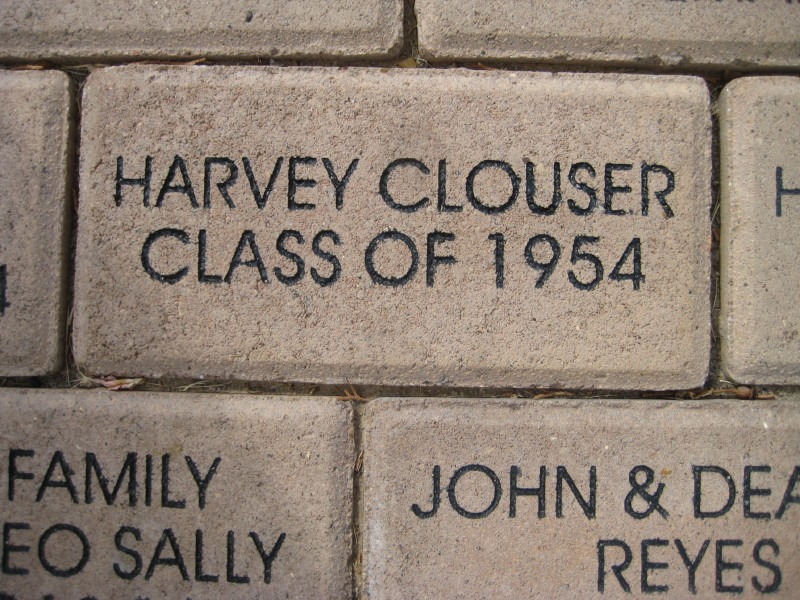 HARVEY CLOUSER
CLASS OF 1954
FAMILY
SALLY
JOHN &
REYES